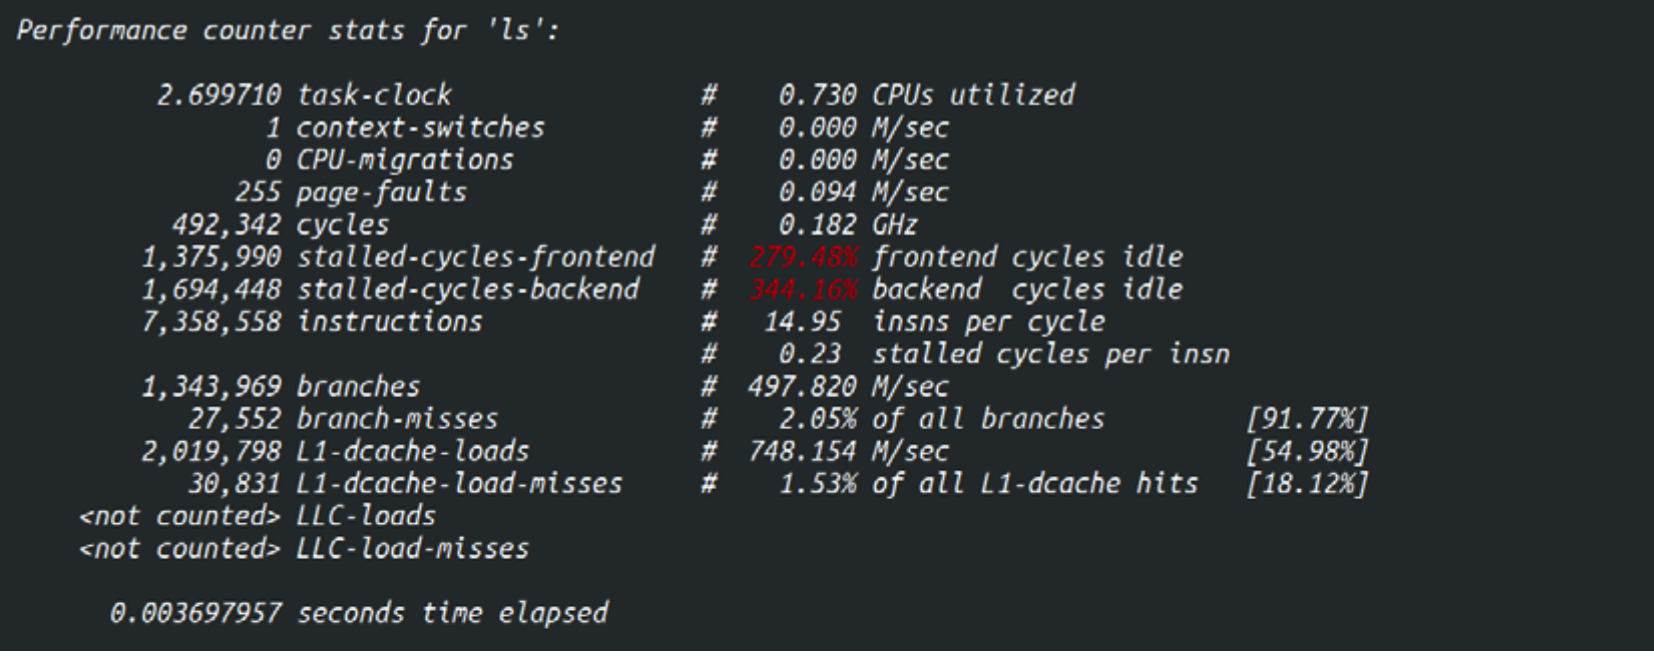 Performance counter stats for 'ls':
2.699710 task-clock # 0.730 CPUs utilized
1 context-switches # 0.000 M/sec
0 CPU-migrations # 0.000 M/sec
255 page-faults # 0.094 M/sec
492,342 cycles # 0.182 GHz
1,375,990 stalled-cycles-frontend # 279.48% frontend cycles idle
1,694,448 stalled-cycles-backend # 344.16% backend cycles idle
7,358,558 instructions # 14.95 insns per cycle
# 0.23 stalled cycles per insn
1,343,969 branches # 497.820 M/sec
27,552 branch-misses # 2.05% of all branches [91.77%]
2,019,798 L1-dcache-loads # 748.154 M/sec [54.98%]
30,831 L1-dcache-load-misses # 1.53% of all L1-dcache hits [18.12%]
<not counted> LLC-loads
<not counted> LLC-load-misses
0.003697957 seconds time elapsed